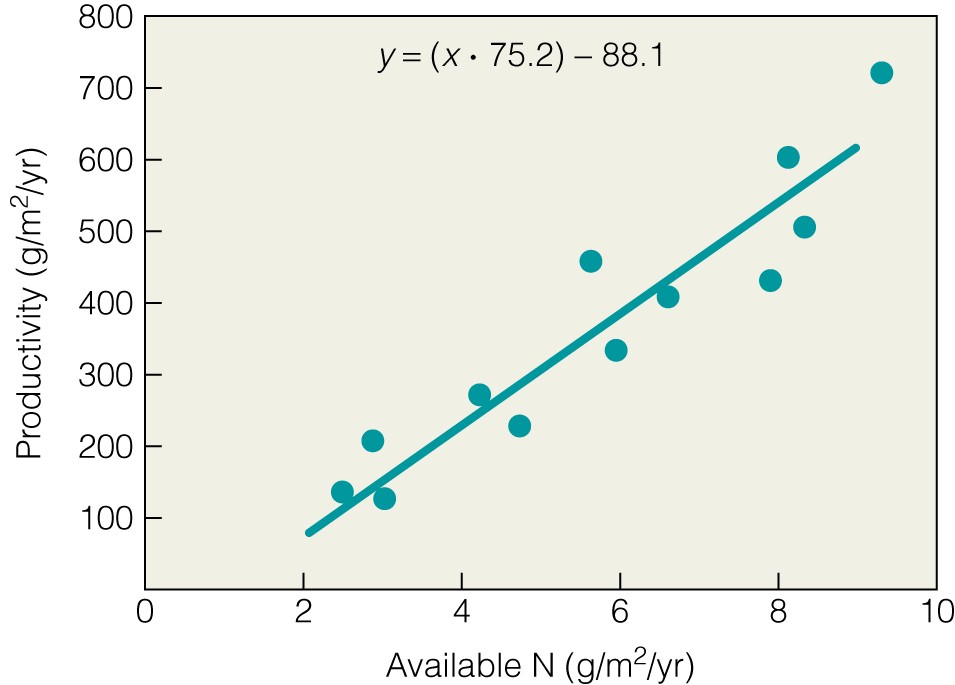 y = (x · 75.2) – 88.1
800
700
600
500
400
300
200
100
Productivity (g/m²/yr)
0 2 4 6 8 10
Available N (g/m²/yr)